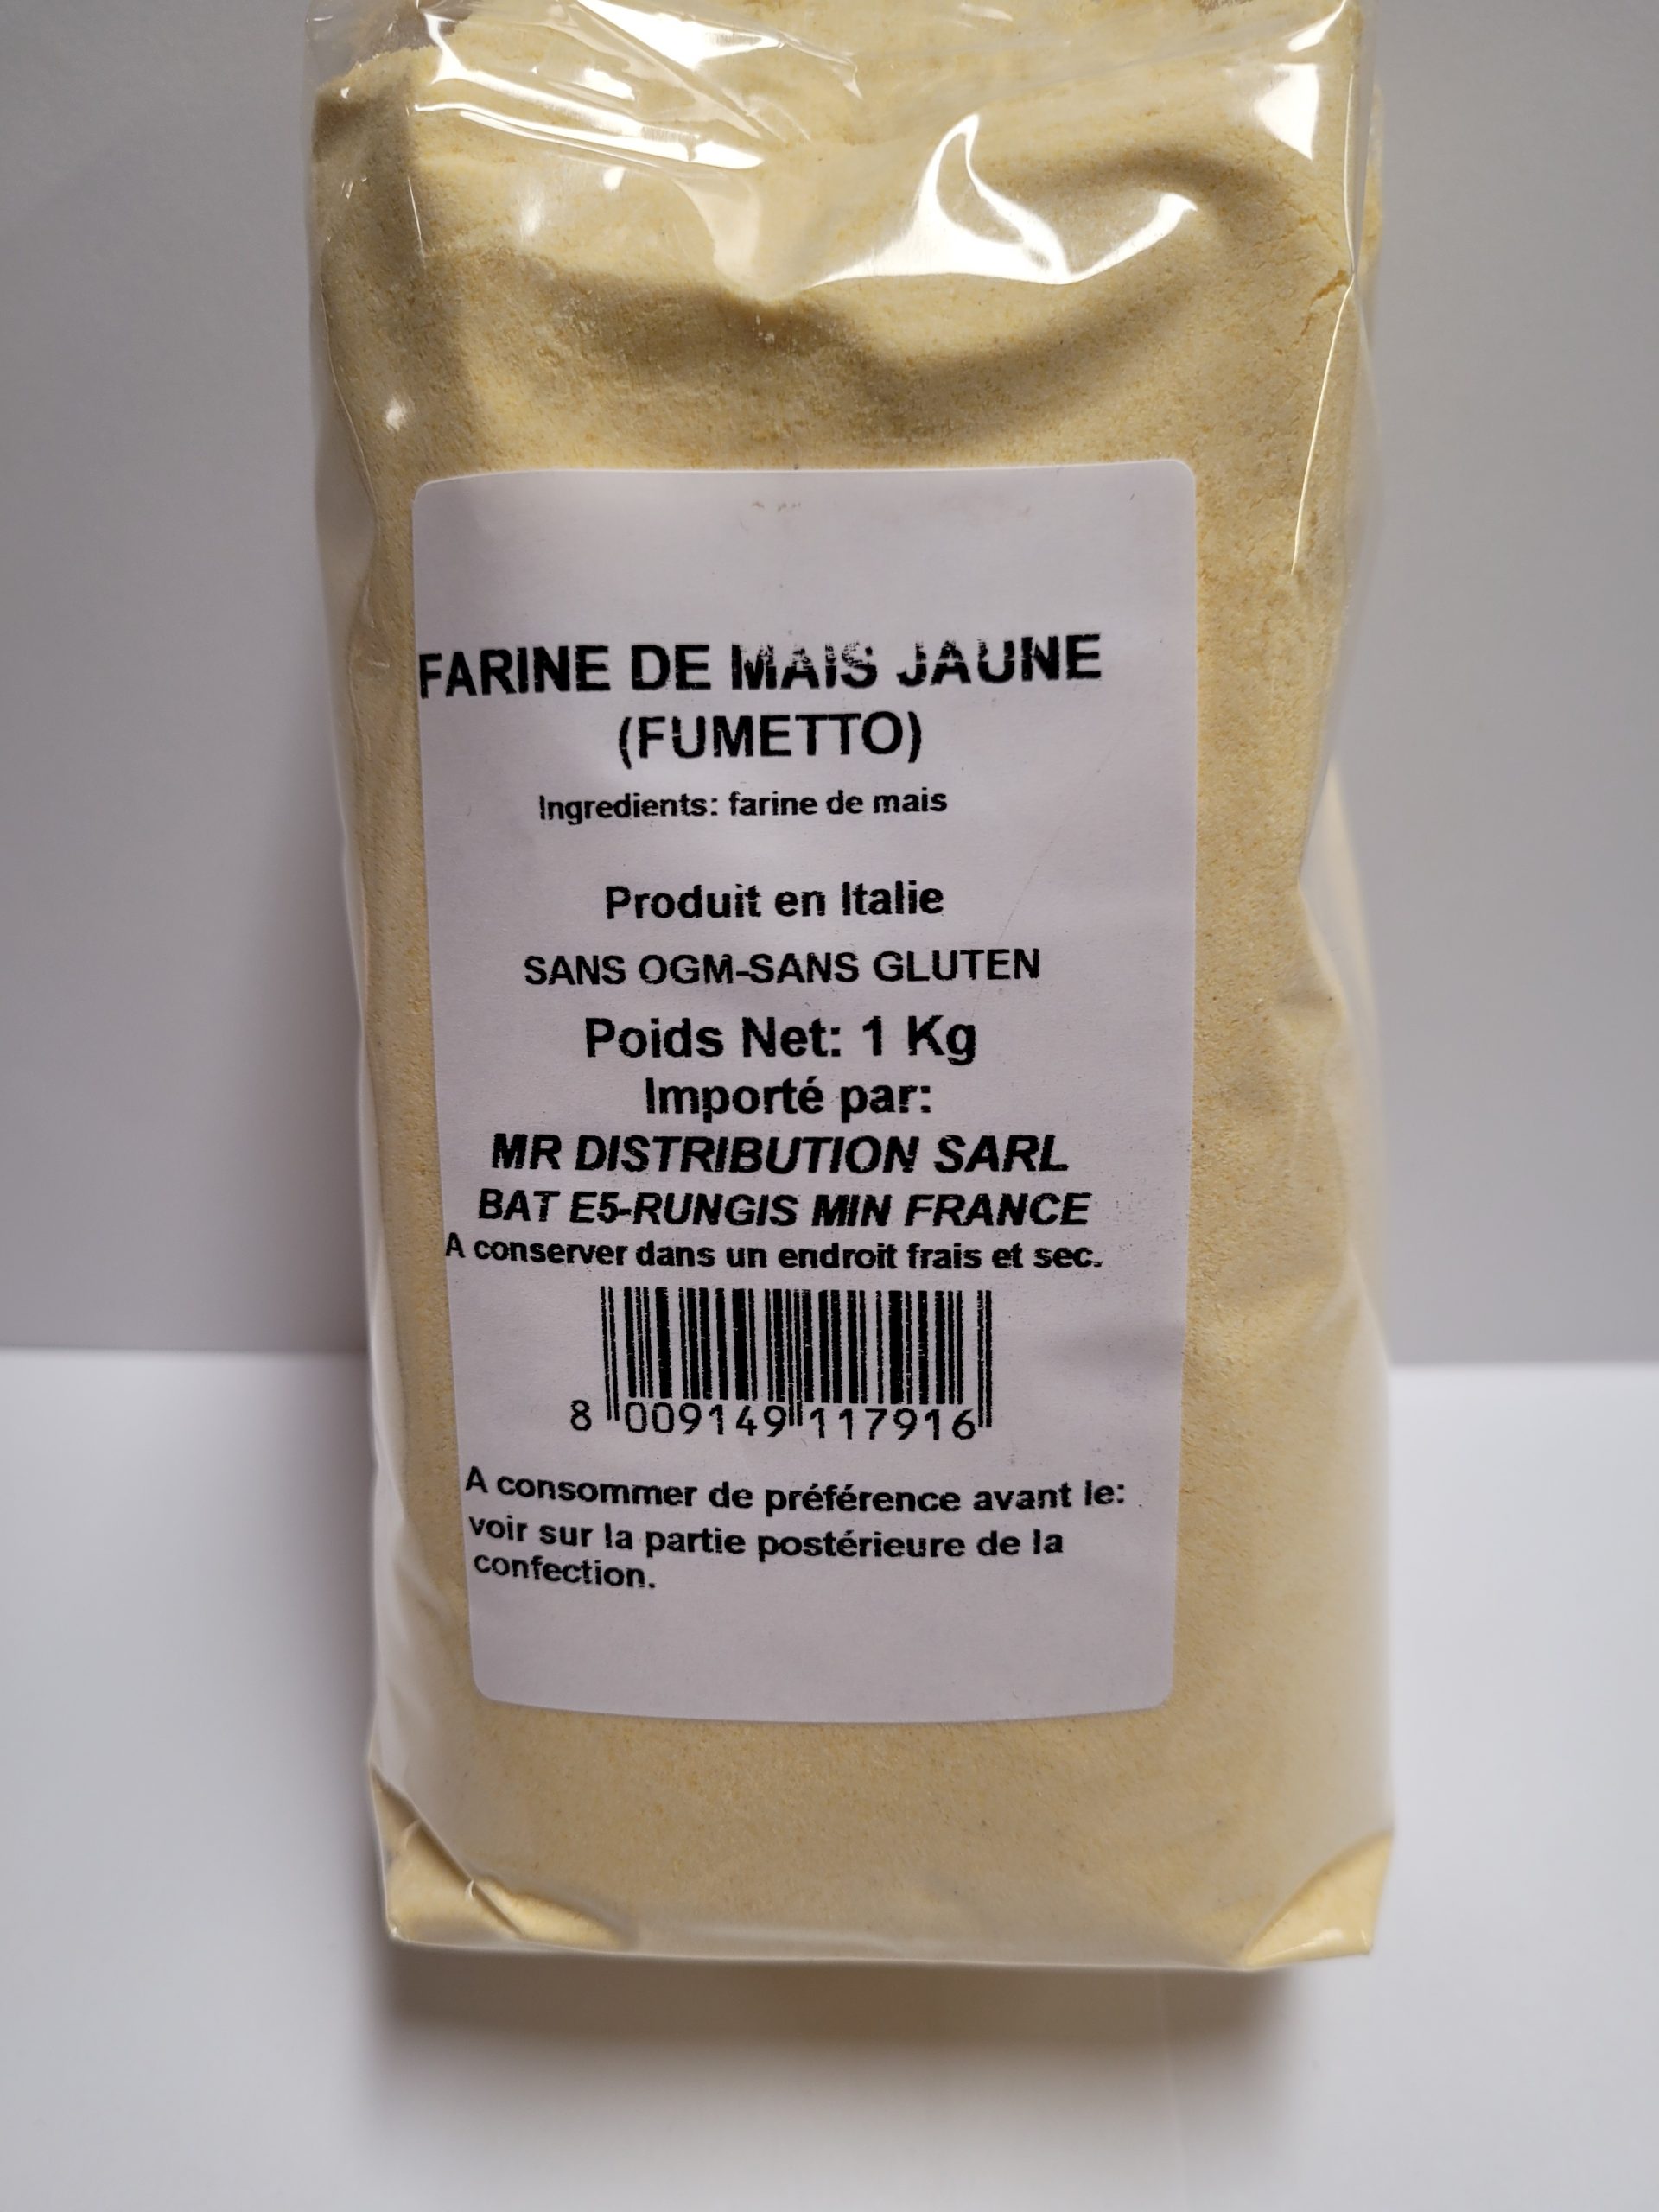 FARINE DE MAIS JAUNE
(FUMETTO)
Ingredients: farine de mais
Produit en Italie
SANS OGM-SANS GLUTEN
Poids Net: 1 Kg
Importé par:
MR DISTRIBUTION SARL
BAT E5-RUNGIS MIN FRANCE
A conserver dans un endroit frais et sec.
8 009149 117916
A consommer de préférence avant le:
voir sur la partie postérieure de la
confection.